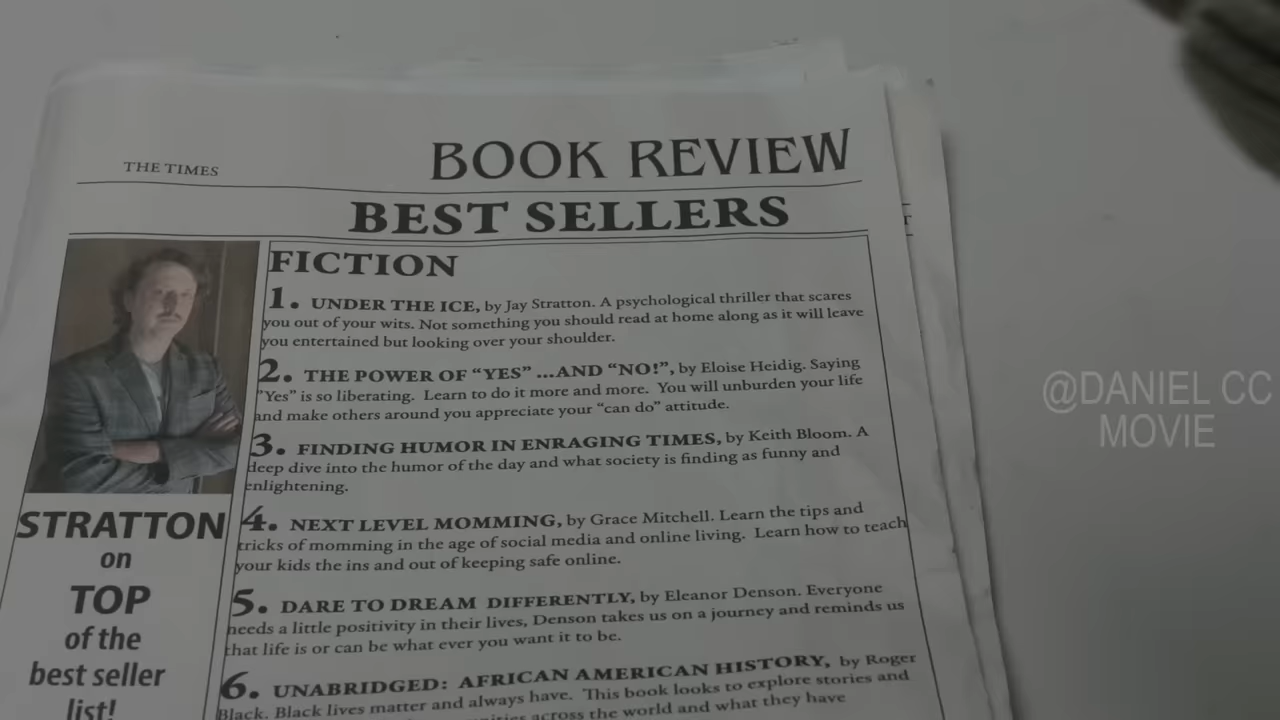 THE TIMES
BOOK REVIEW
BEST SELLERS
FICTION
1. UNDER THE ICE, by Jay Stratton. A psychological thriller that scares
you out of your wits. Not something you should read at home along as it will leave
you entertained but looking over your shoulder.
2. THE POWER OF “YES” ...AND “NO!”, by Eloise Heidig. Saying
"Yes" is so liberating. Learn to do it more and more. You will unburden your life
and make others around you appreciate your “can do” attitude.
3. FINDING HUMOR IN ENRAGING TIMES, by Keith Bloom. A
deep dive into the humor of the day and what society is finding as funny and
enlightening.
4. NEXT LEVEL MOMMING, by Grace Mitchell. Learn the tips and
tricks of momming in the age of social media and online living. Learn how to teach
your kids the ins and out of keeping safe online.
5. DARE TO DREAM DIFFERENTLY, by Eleanor Denson. Everyone
needs a little positivity in their lives, Denson takes us on a journey and reminds us
that life is or can be what ever you want it to be.
6. UNABRIDGED: AFRICAN AMERICAN HISTORY, by Roger
Black. Black lives matter and always have. This book looks to explore stories and
across the world and what they have
STRATTON
on
TOP
of the
best seller
list!
@DANIEL CC
MOVIE